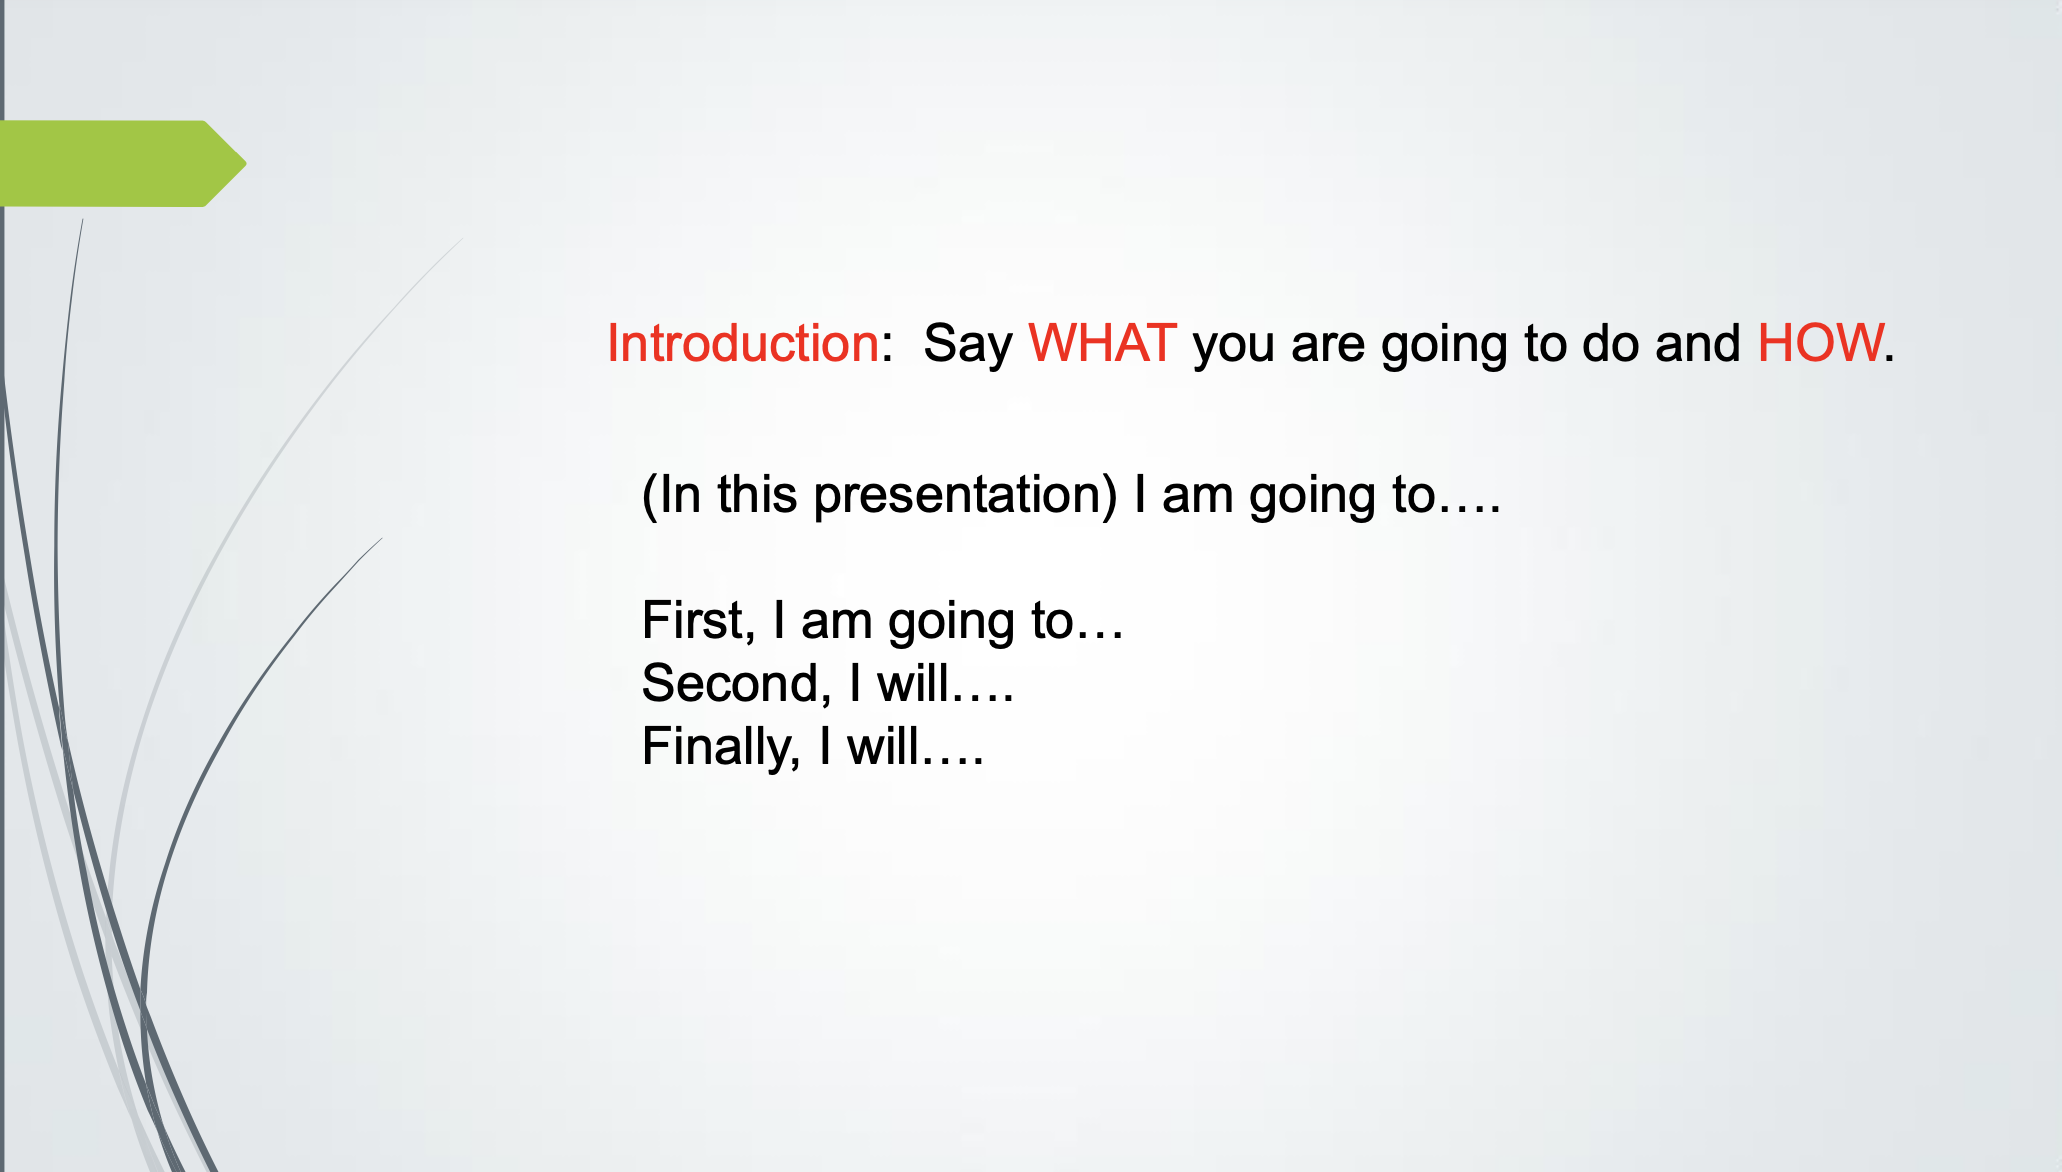 Introduction:  Say WHAT you are going to do and HOW.
(In this presentation) I am going to….
First, I am going to…
Second, I will….
Finally, I will….